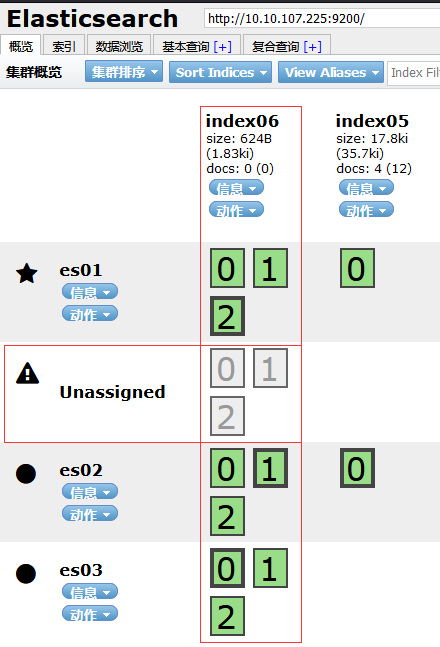 Elasticsearch
http://10.10.107.225:9200/
概览 索引 数据浏览 基本查询 [+] 复合查询 [+]
集群概览 集群排序 Sort Indices View Aliases Index Fil
index06 index05
size: 624B size: 17.8ki
(1.83ki) (35.7ki)
docs: 0 (0) docs: 4 (12)
信息 信息
动作 动作
es01 0 1 0
信息
动作 2
Unassigned 0 1
2
es02 0 1 0
信息
动作 2
es03 0 1
信息
动作 2